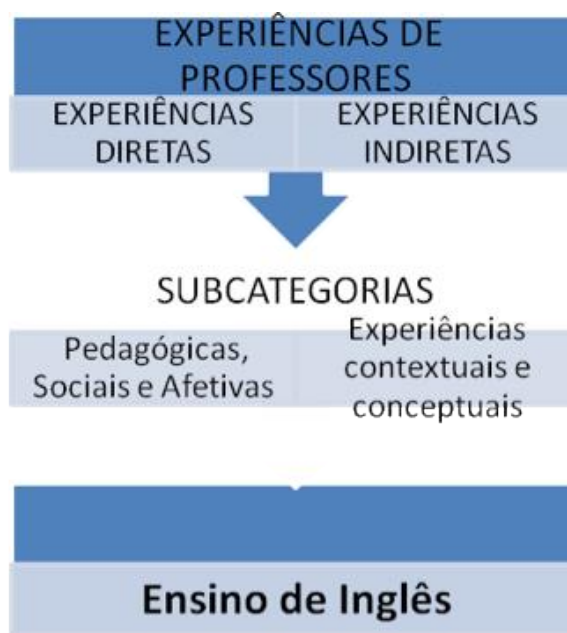 EXPERIÊNCIAS DE
PROFESSORES
EXPERIÊNCIAS
DIRETAS
EXPERIÊNCIAS
INDIRETAS
SUBCATEGORIAS
Pedagógicas,
Sociais e Afetivas
Experiências
contextuais e
conceptuais
Ensino de Inglês